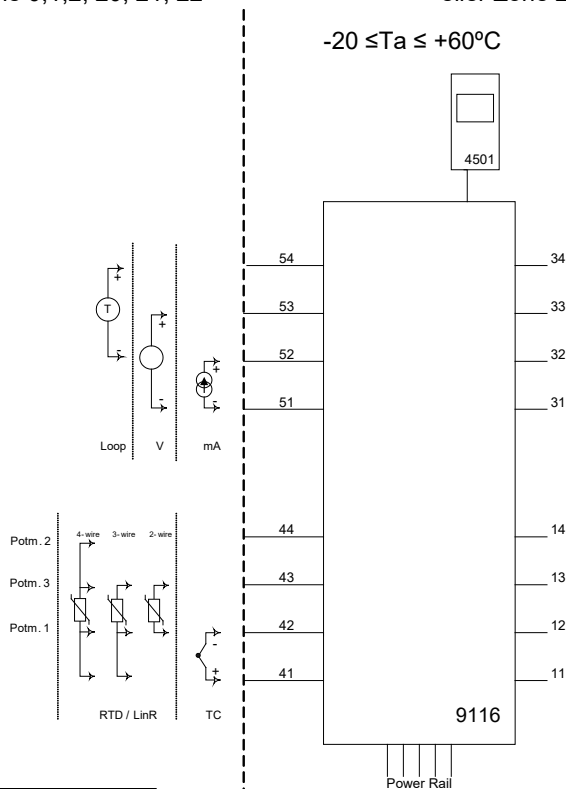 -20 ≤Ta ≤ +60ºC
4501
54
34
+
T
53
33
+
-
52
32
+
-
-
51
31
Loop
V
mA
44
14
Potm. 2
4-wire
3-wire
2-wire
Potm. 3
43
13
Potm. 1
42
12
-
+
41
11
RTD / LinR
TC
9116
Power Rail